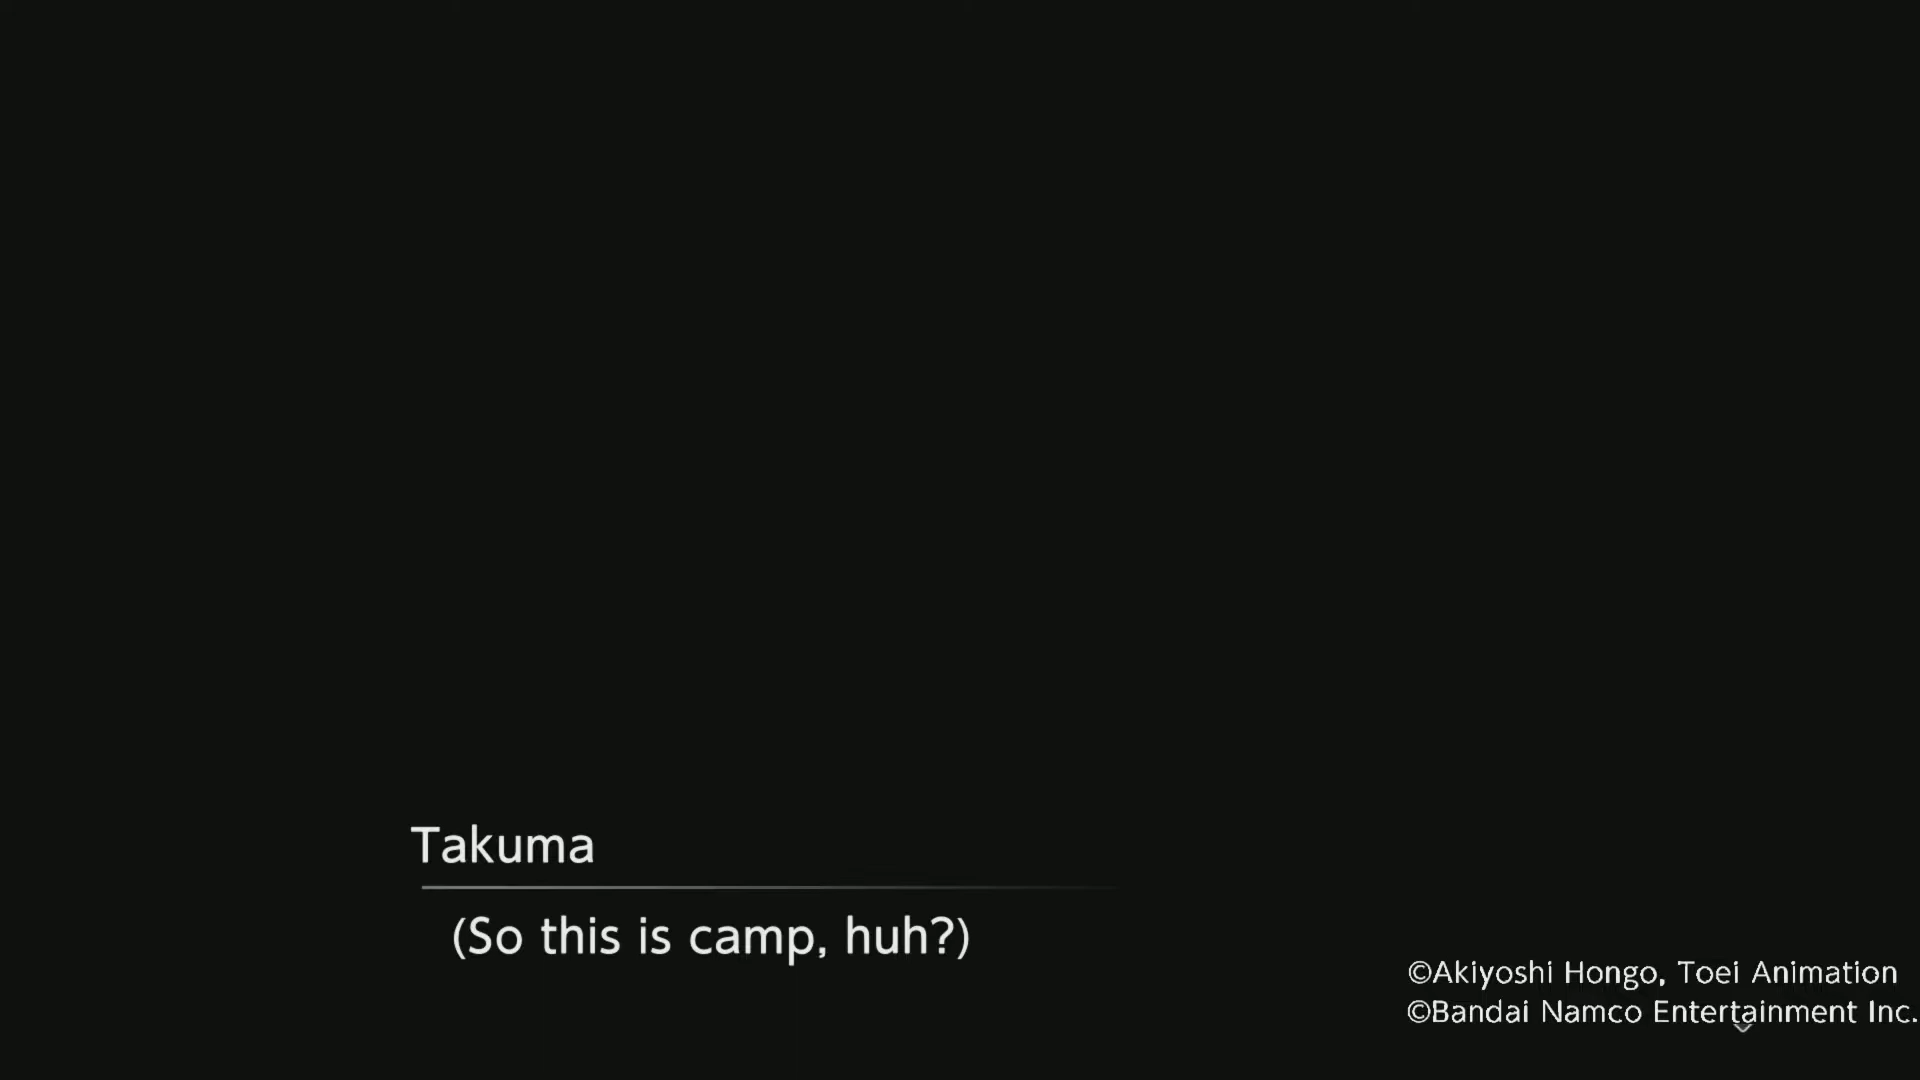 Takuma
(So this is camp, huh?)
©Akiyoshi Hongo, Toei Animation
©Bandai Namco Entertainment Inc.